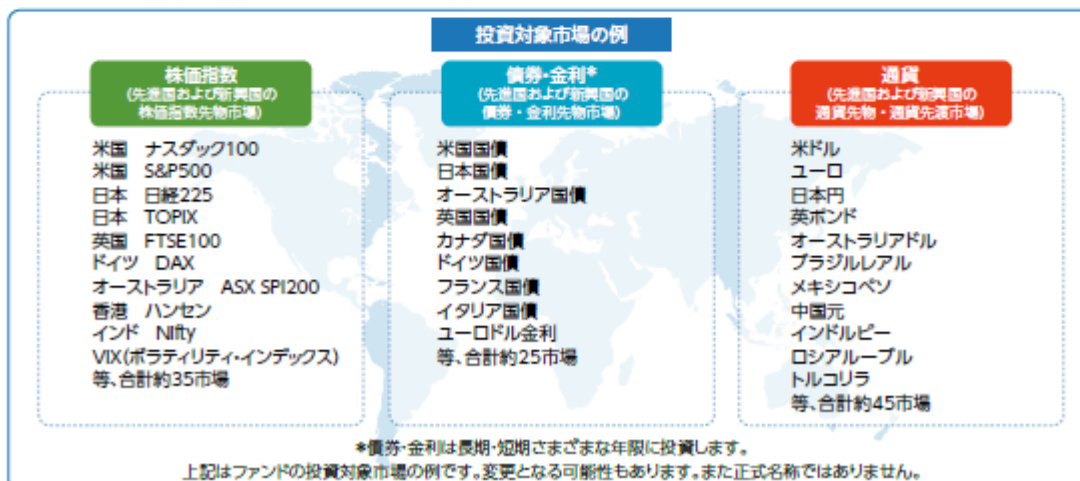 投資対象市場の例
株価指数
(先進国および新興国の
株価指数先物市場)
米国 ナスダック100
米国 S&P500
日本 日経225
日本 TOPIX
英国 FTSE100
ドイツ DAX
オーストラリア ASX SPI200
香港 ハンセン
インド Nifty
VIX(ボラティリティ・インデックス)
等、合計約35市場
債券・金利*
(先進国および新興国の
債券・金利先物市場)
米国国債
日本国債
オーストラリア国債
英国国債
カナダ国債
ドイツ国債
フランス国債
イタリア国債
ユーロドル金利
等、合計約25市場
通貨
(先進国および新興国の
通貨先物・通貨先渡市場)
米ドル
ユーロ
日本円
英ポンド
オーストラリアドル
ブラジルレアル
メキシコペソ
中国元
インドルピー
ロシアルーブル
トルコリラ
等、合計約45市場
*債券・金利は長期・短期さまざまな年限に投資します。
上記はファンドの投資対象市場の例です。変更となる可能性もあります。また正式名称ではありません。